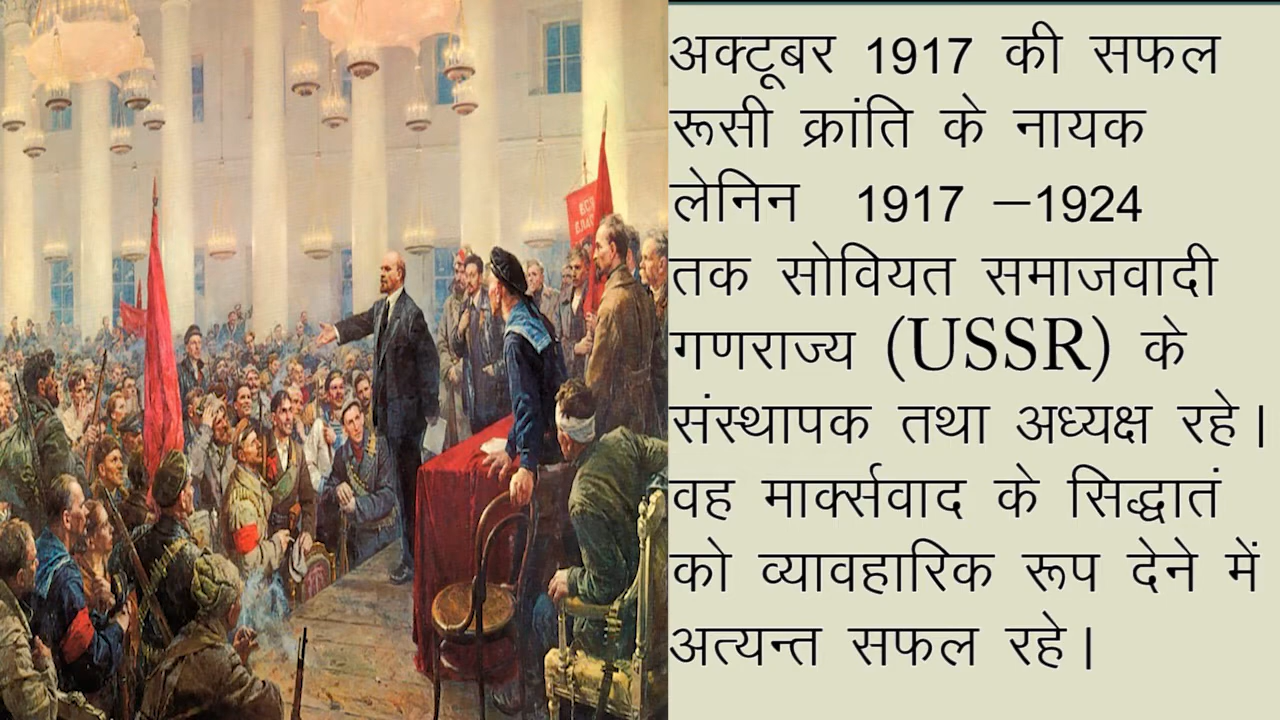 अक्टूबर 1917 की सफल
रूसी क्रांति के नायक
लेनिन 1917 –1924
तक सोवियत समाजवादी
गणराज्य (USSR) के
संस्थापक तथा अध्यक्ष रहे।
वह मार्क्सवाद के सिद्धातं
को व्यावहारिक रूप देने में
अत्यन्त सफल रहे।